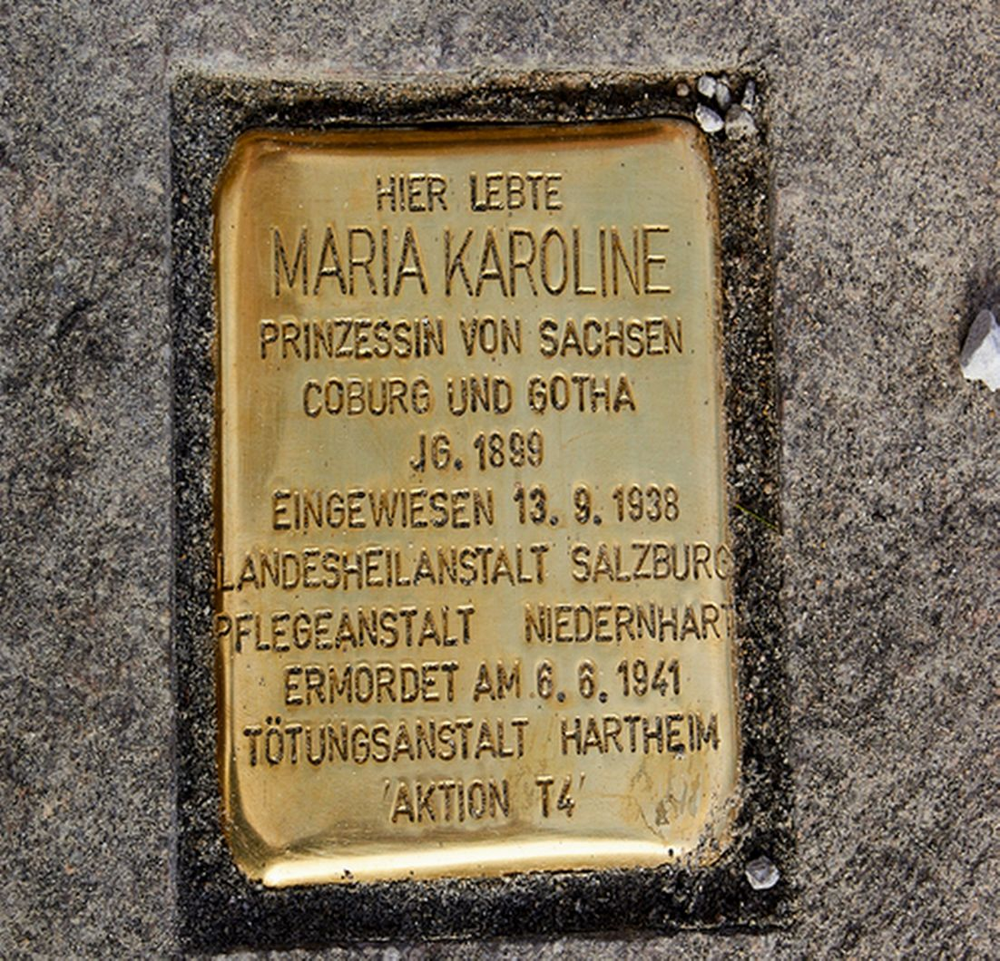 HIER LEBTE
MARIA KAROLINE
PRINZESSIN VON SACHSEN
COBURG UND GOTHA
JG. 1899
EINGEWIESEN 13. 9. 1938
LANDESHEILANSTALT SALZBURG
PFLEGEANSTALT NIEDERNHART
ERMORDET AM 6. 6. 1941
TÖTUNGSANSTALT HARTHEIM
'AKTION T4'